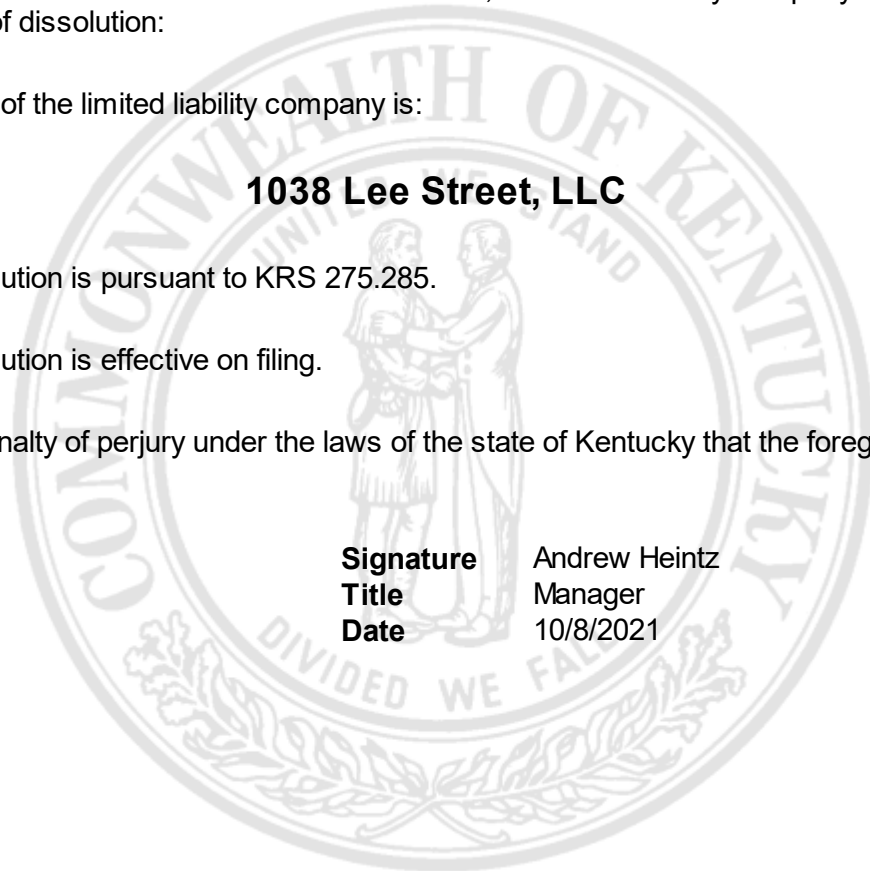 of dissolution:
of the limited liability company is:
1038 Lee Street, LLC
ution is pursuant to KRS 275.285.
ution is effective on filing.
nalty of perjury under the laws of the state of Kentucky that the foreg
Signature Andrew Heintz
Title Manager
Date 10/8/2021
COMMONWEALTH OF KENTUCKY
UNITED WE STAND
DIVIDED WE FALL